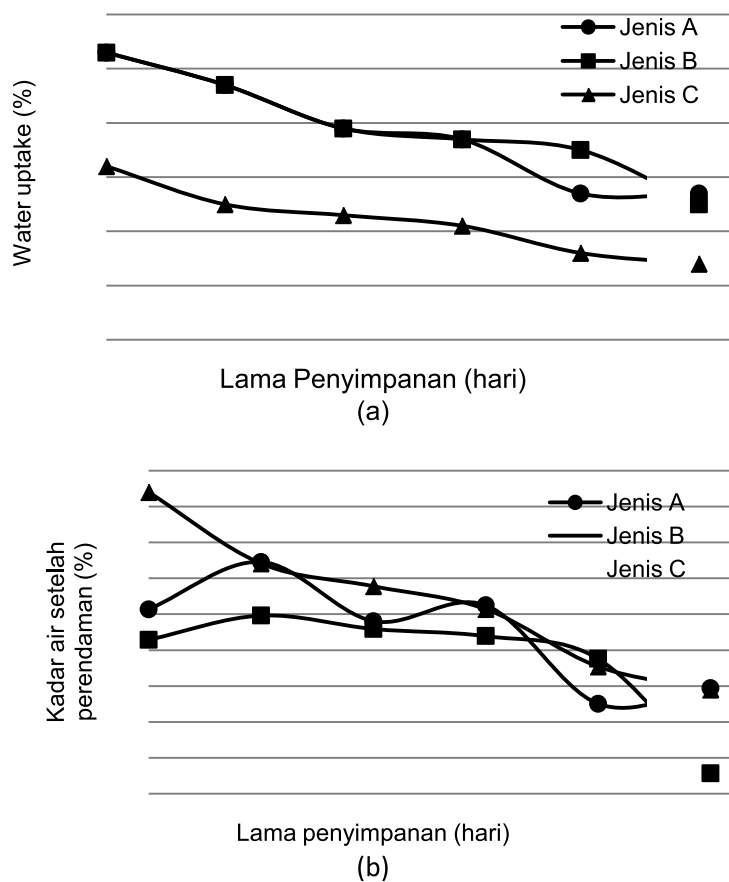 Jenis A
Jenis B
Jenis C
Water uptake (%)
Lama Penyimpanan (hari)
(a)
Jenis A
Jenis B
Jenis C
Kadar air setelah
perendaman (%)
Lama penyimpanan (hari)
(b)